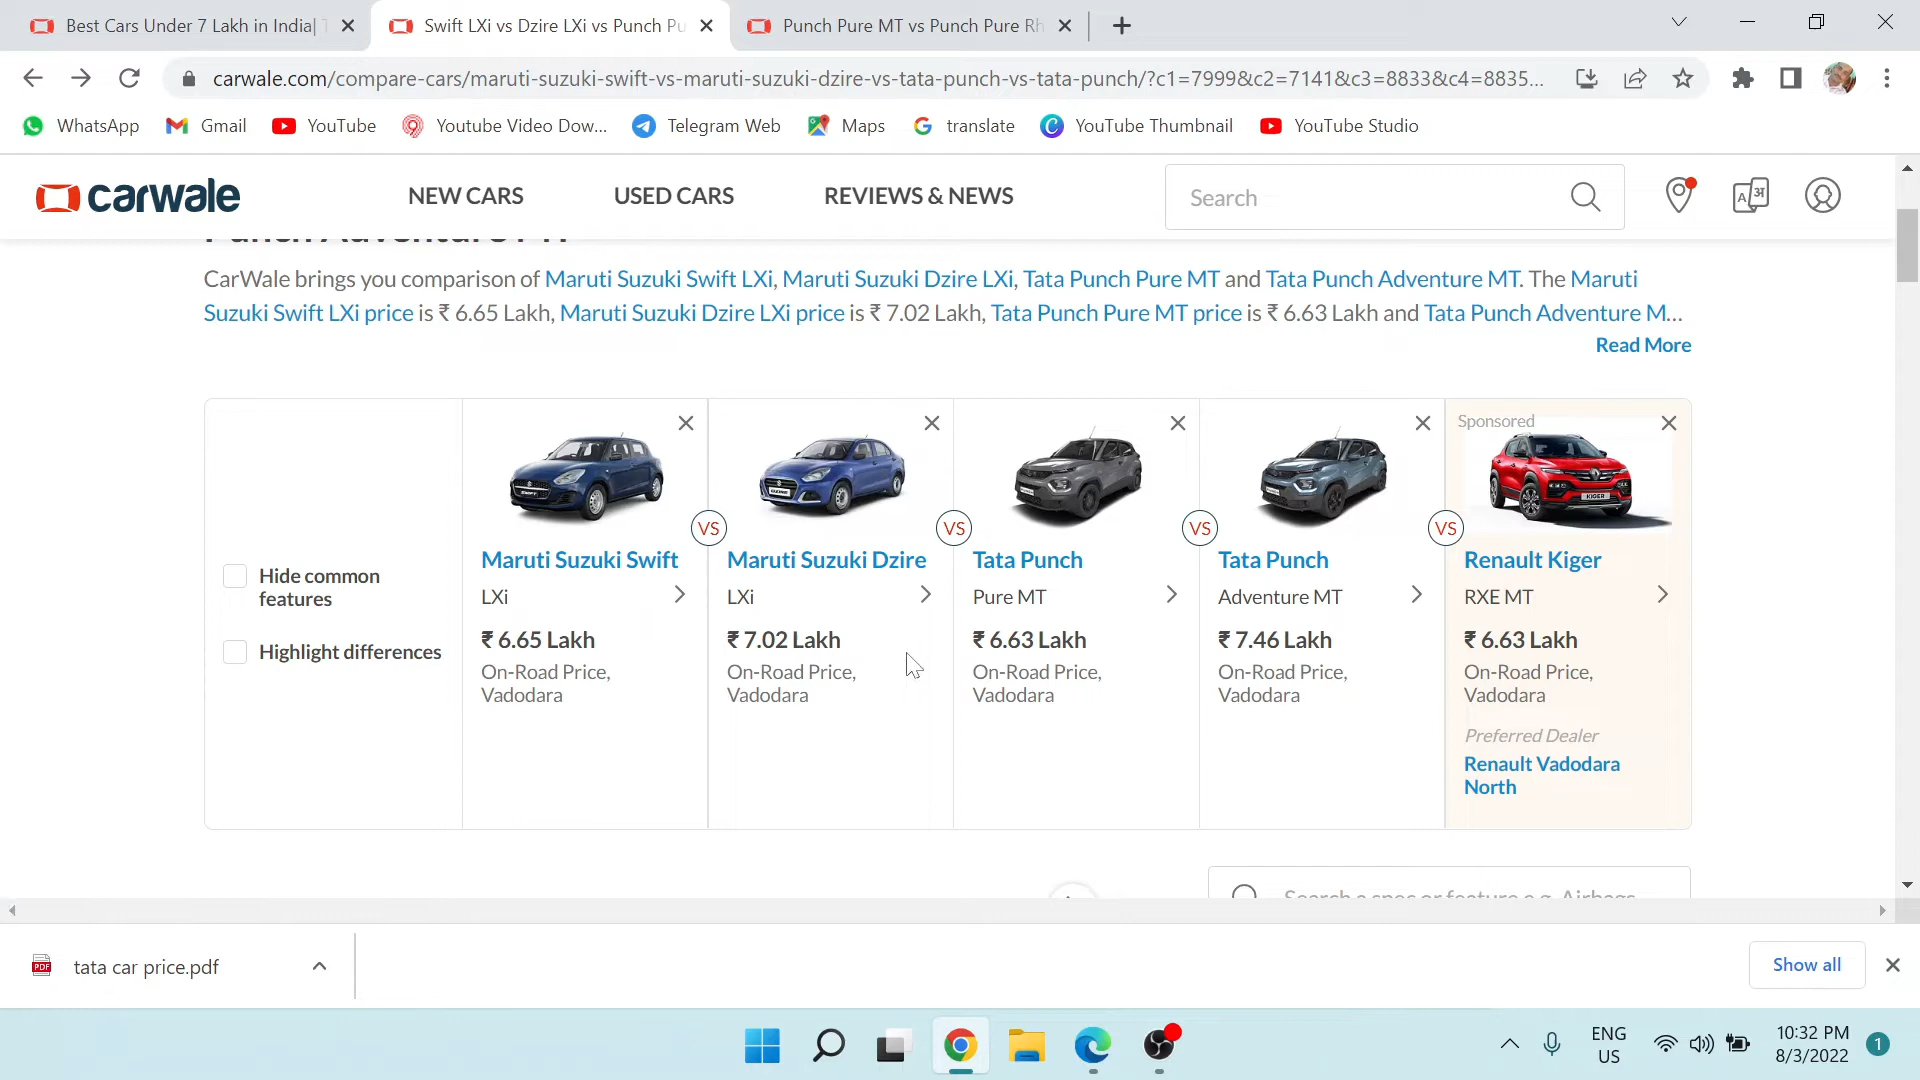 Best Cars Under 7 Lakh in India|
Swift LXi vs Dzire LXi vs Punch Pu
Punch Pure MT vs Punch Pure Rh
carwale.com/compare-cars/maruti-suzuki-swift-vs-maruti-suzuki-dzire-vs-tata-punch-vs-tata-punch/?c1=7999&c2=7141&c3=8833&c4=8835...
WhatsApp
Gmail
YouTube
Youtube Video Dow...
Telegram Web
Maps
translate
YouTube Thumbnail
YouTube Studio
carwale
NEW CARS
USED CARS
REVIEWS & NEWS
Search
CarWale brings you comparison of Maruti Suzuki Swift LXi, Maruti Suzuki Dzire LXi, Tata Punch Pure MT and Tata Punch Adventure MT. The Maruti
Suzuki Swift LXi price is ₹ 6.65 Lakh, Maruti Suzuki Dzire LXi price is ₹ 7.02 Lakh, Tata Punch Pure MT price is ₹ 6.63 Lakh and Tata Punch Adventure M...
Read More
Hide common
features
Highlight differences
VS
Maruti Suzuki Swift
LXi
₹ 6.65 Lakh
On-Road Price,
Vadodara
VS
Maruti Suzuki Dzire
LXi
₹ 7.02 Lakh
On-Road Price,
Vadodara
VS
Tata Punch
Pure MT
₹ 6.63 Lakh
On-Road Price,
Vadodara
VS
Tata Punch
Adventure MT
₹ 7.46 Lakh
On-Road Price,
Vadodara
Sponsored
KIGER
Renault Kiger
RXE MT
₹ 6.63 Lakh
On-Road Price,
Vadodara
Preferred Dealer
Renault Vadodara
North
Search a spec or feature e.g. Airbags
PDF
tata car price.pdf
Show all
ENG
US
10:32 PM
8/3/2022
1